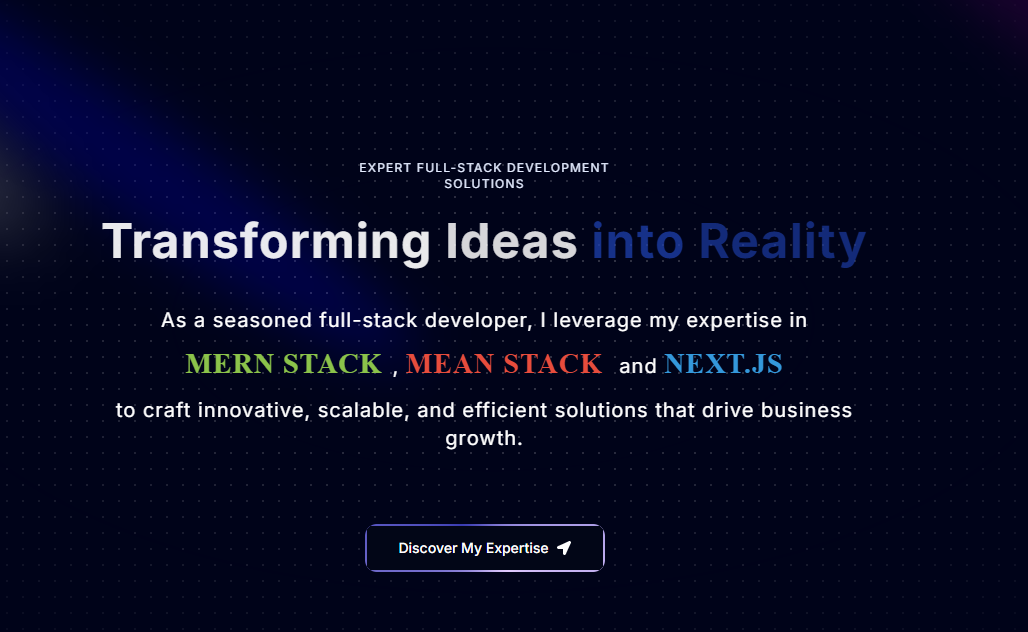 EXPERT FULL-STACK DEVELOPMENT
SOLUTIONS
Transforming Ideas into Reality
As a seasoned full-stack developer, I leverage my expertise in
MERN STACK , MEAN STACK and NEXT.JS
to craft innovative, scalable, and efficient solutions that drive business
growth.
Discover My Expertise